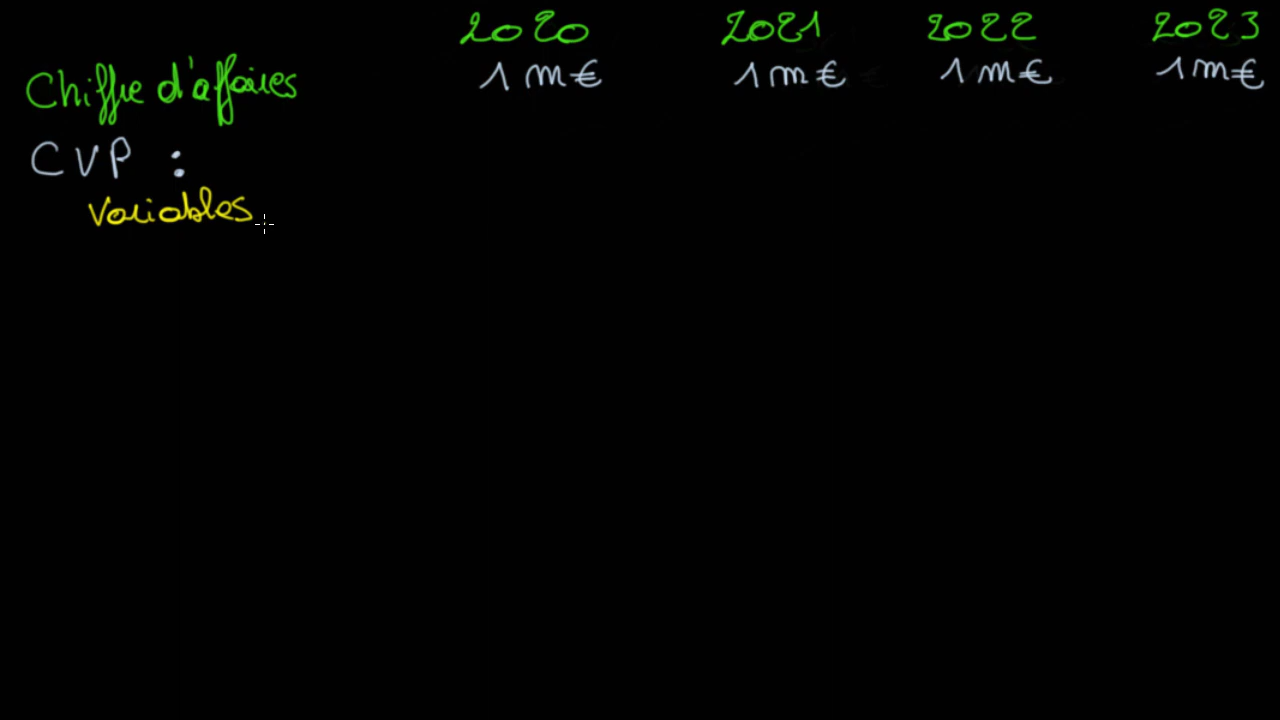 2020 2021 2022 2023
Chiffre d'affaires 1 m€ 1 m€ 1 m€ 1 m€
CVP :
Variables